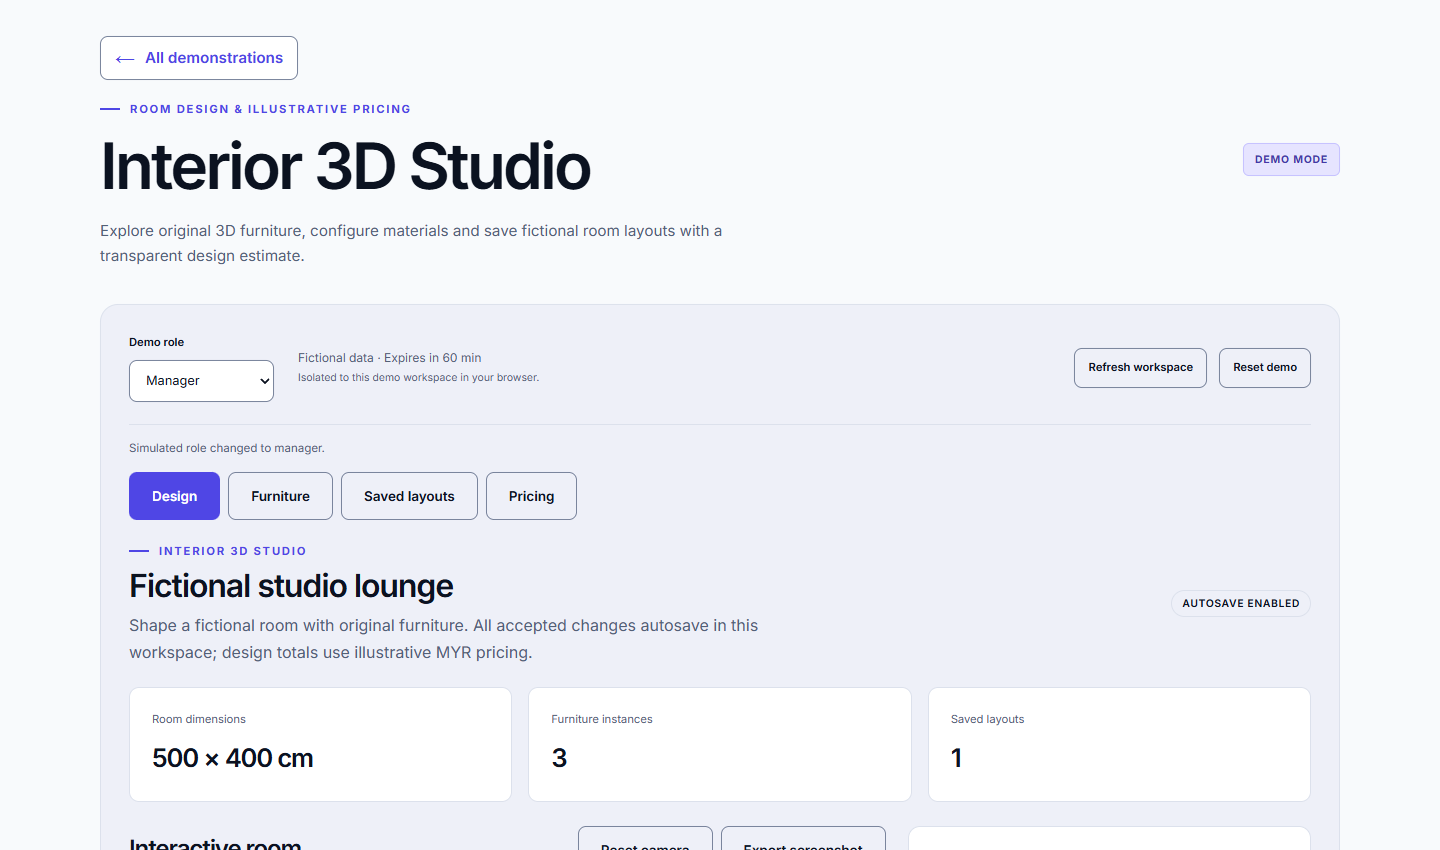 ← All demonstrations
ROOM DESIGN & ILLUSTRATIVE PRICING
Interior 3D Studio
DEMO MODE
Explore original 3D furniture, configure materials and save fictional room layouts with a
transparent design estimate.
Demo role
Manager
Fictional data · Expires in 60 min
Isolated to this demo workspace in your browser.
Refresh workspace
Reset demo
Simulated role changed to manager.
Design
Furniture
Saved layouts
Pricing
INTERIOR 3D STUDIO
Fictional studio lounge
AUTOSAVE ENABLED
Shape a fictional room with original furniture. All accepted changes autosave in this
workspace; design totals use illustrative MYR pricing.
Room dimensions
500 × 400 cm
Furniture instances
3
Saved layouts
1
Interactive room
Reset camera
Export screenshot